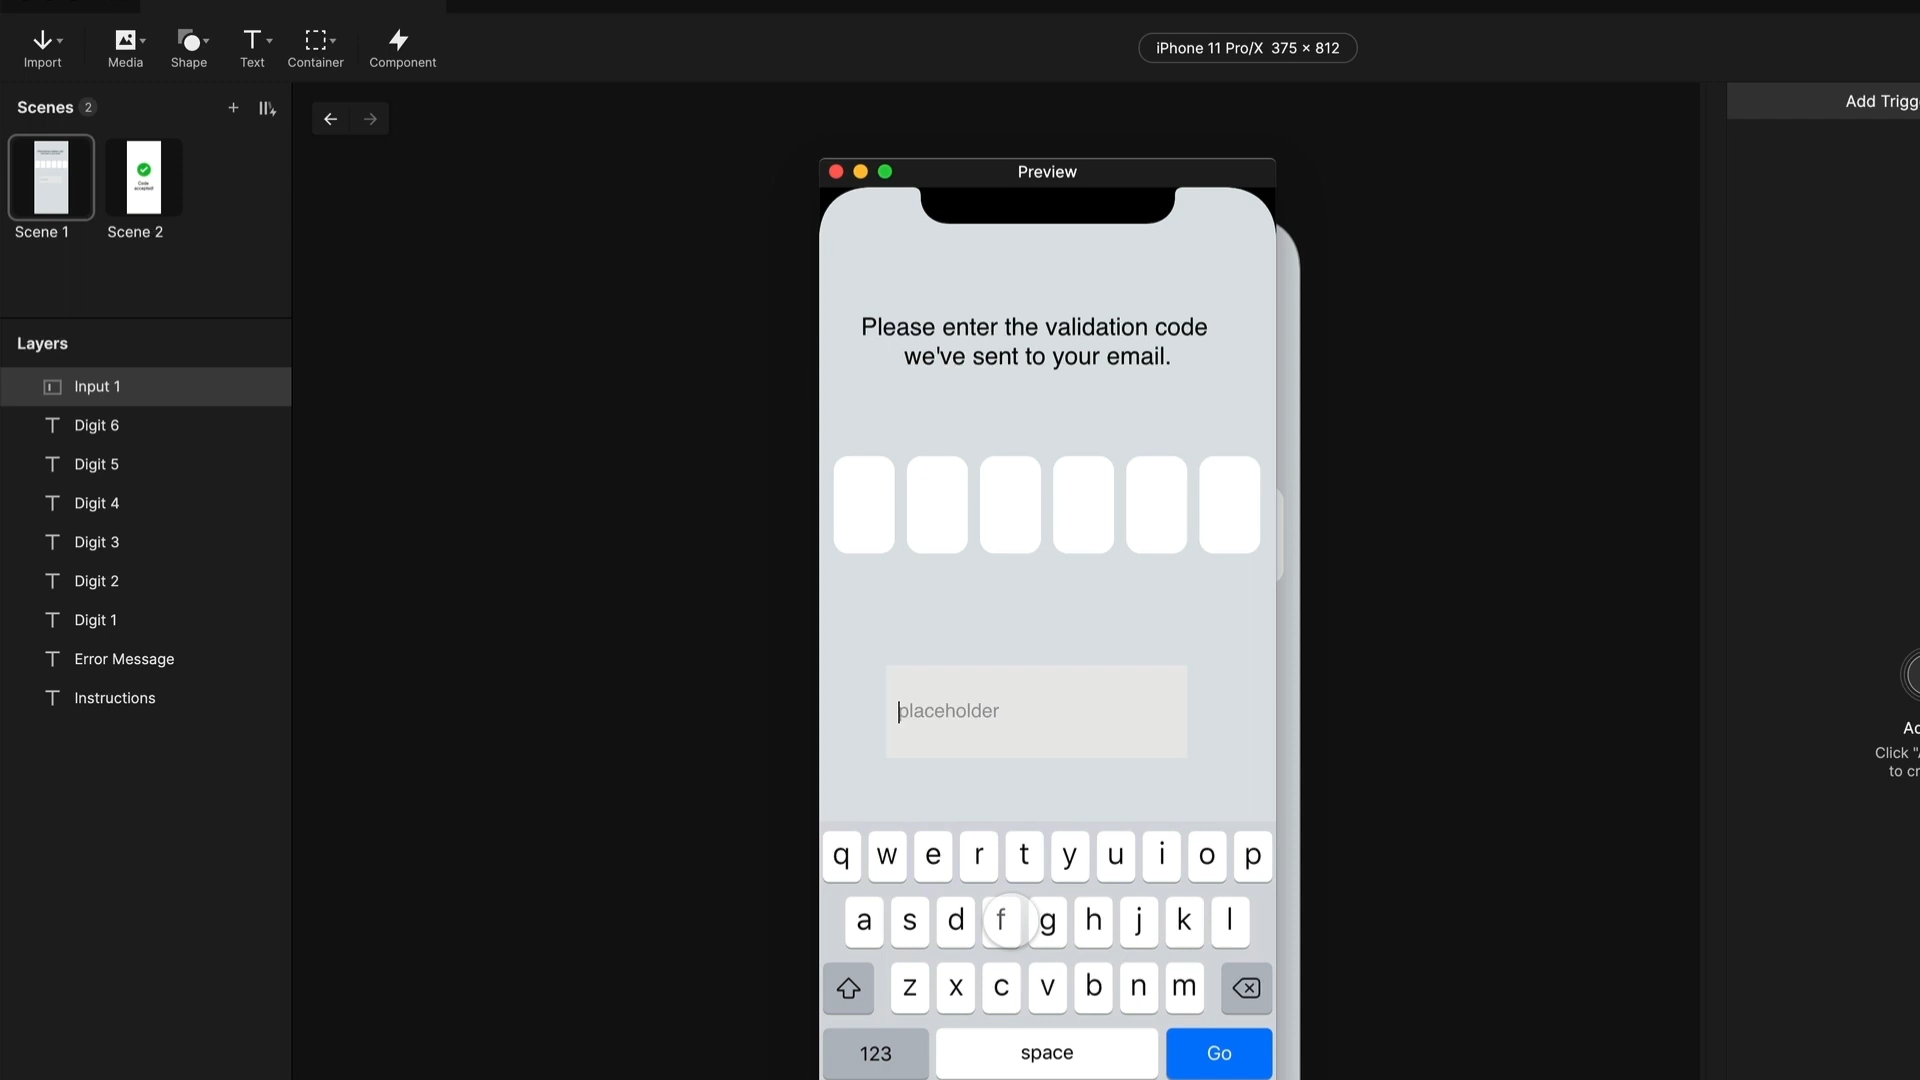 Import
Media
Shape
Text
Container
Component
iPhone 11 Pro/X 375 × 812
Scenes 2
Add Trigg
Scene 1
Scene 2
Preview
Please enter the validation code
we've sent to your email.
Layers
Input 1
Digit 6
Digit 5
Digit 4
Digit 3
Digit 2
Digit 1
Error Message
Instructions
placeholder
Ad
Click "
to cr
q w e r t y u i o p
a s d f g h j k l
z x c v b n m
123 space Go